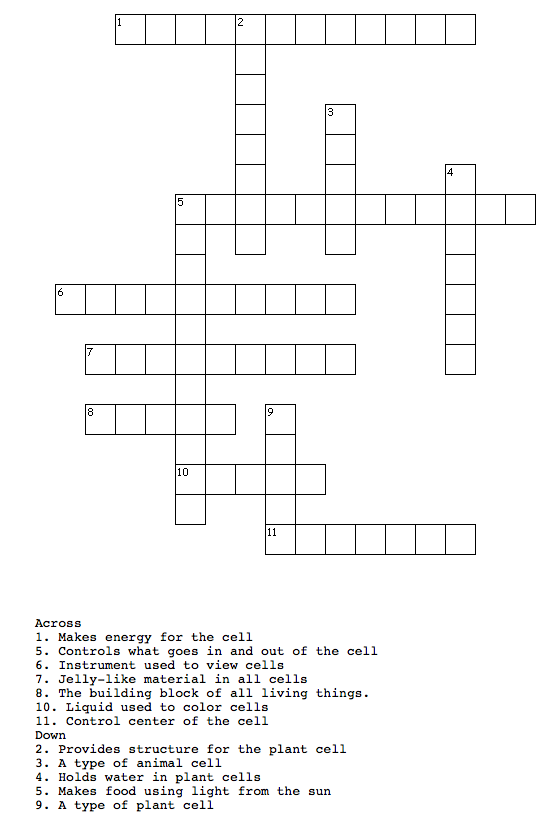 1
2
3
4
5
6
7
8
9
10
11
Across
1. Makes energy for the cell
5. Controls what goes in and out of the cell
6. Instrument used to view cells
7. Jelly-like material in all cells
8. The building block of all living things.
10. Liquid used to color cells
11. Control center of the cell
Down
2. Provides structure for the plant cell
3. A type of animal cell
4. Holds water in plant cells
5. Makes food using light from the sun
9. A type of plant cell